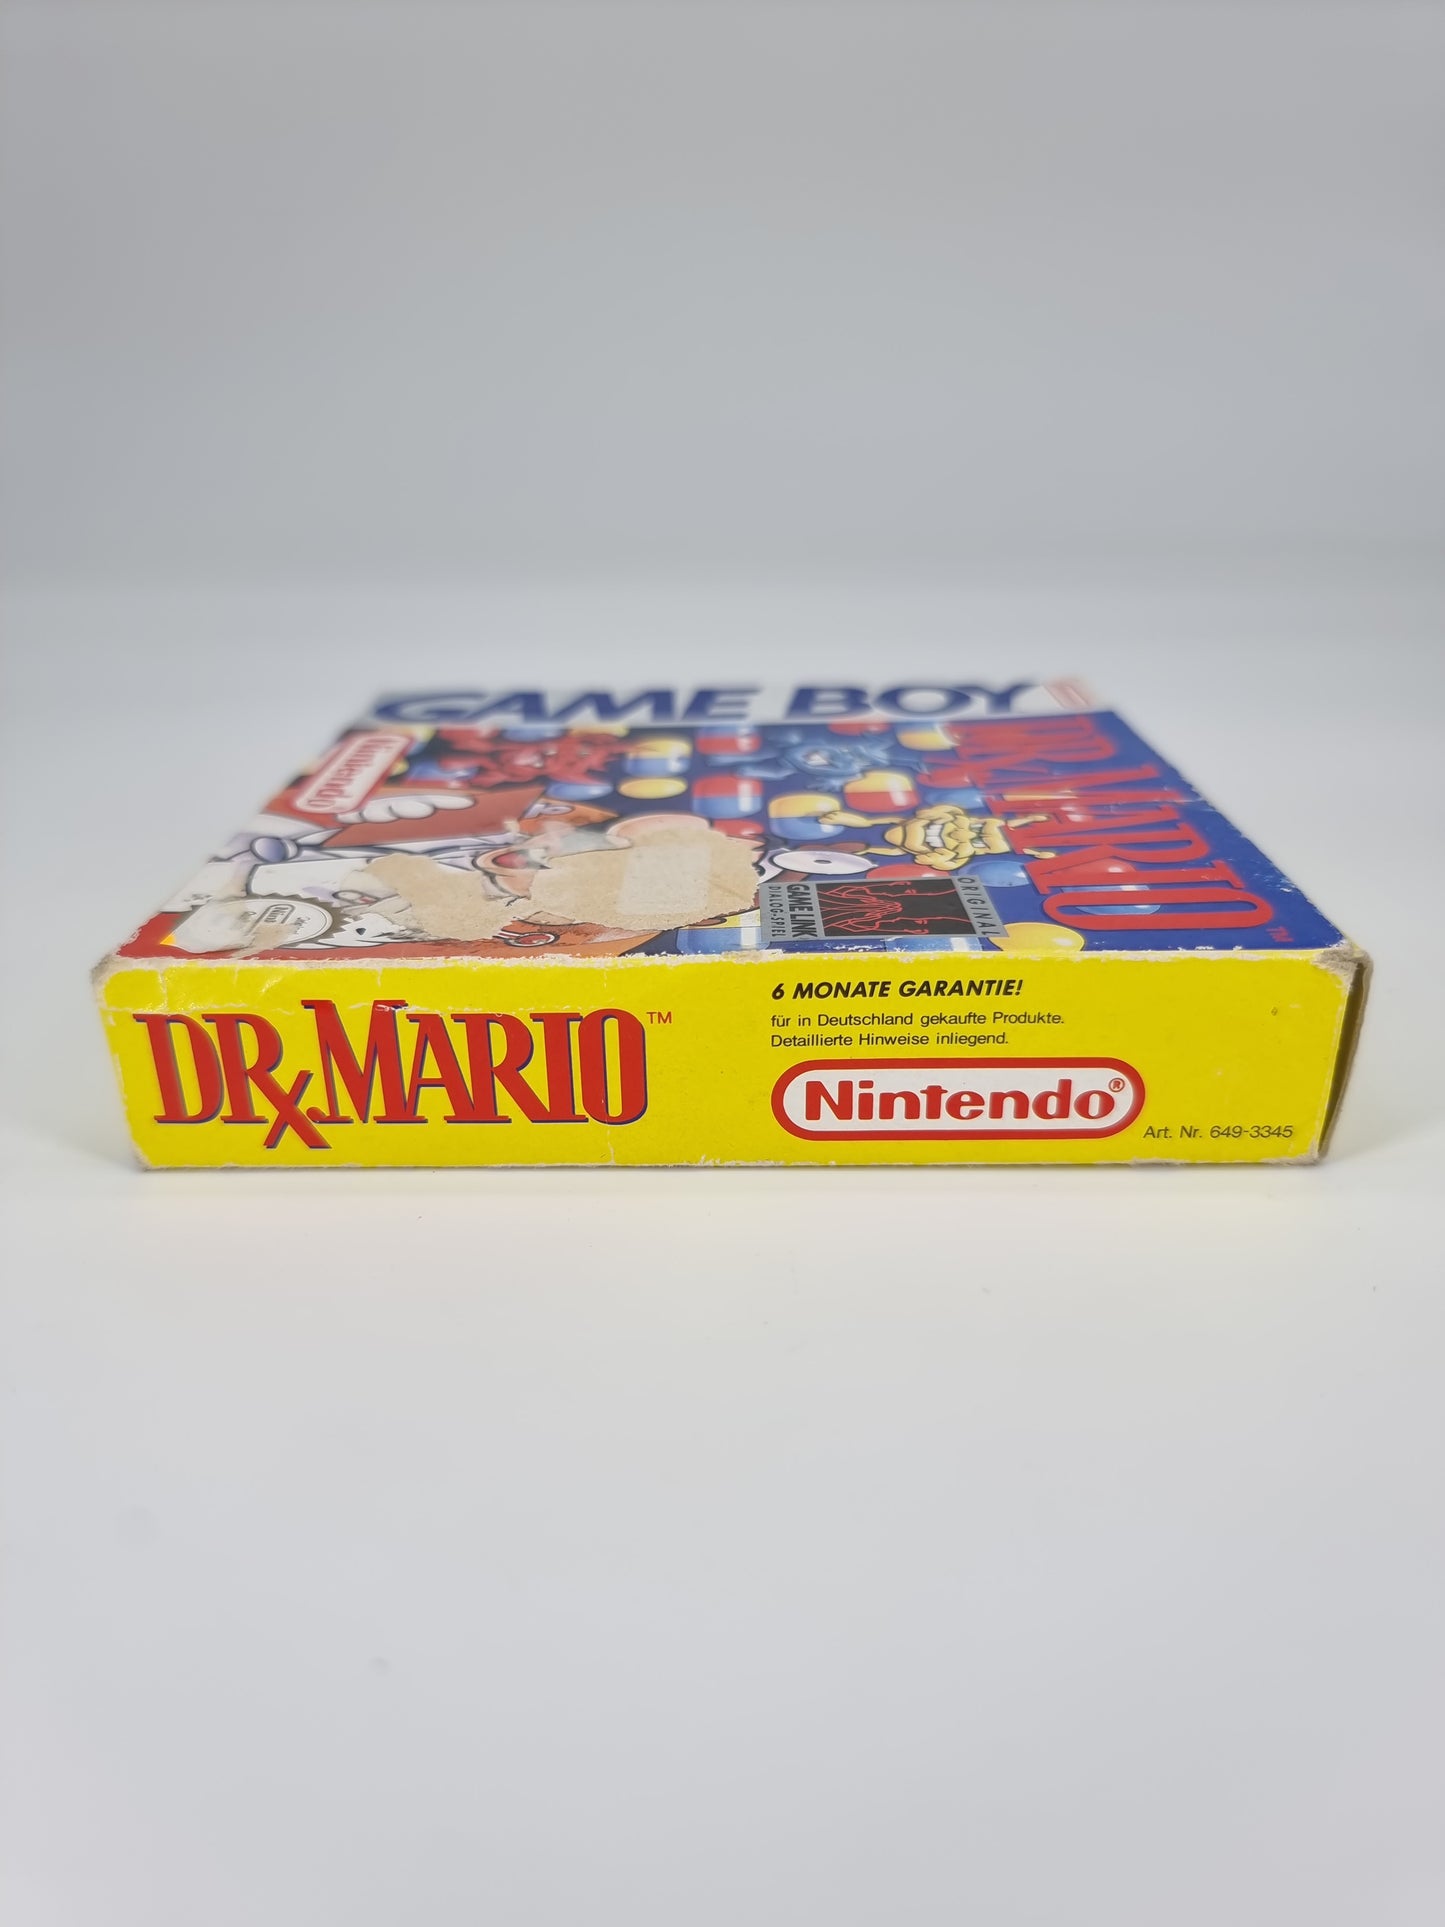 GAME BOY
Nintendo
DR. MARIO™
ORIGINAL
GAME LINK
DIALOG-SPIEL
DR. MARIO™
6 MONATE GARANTIE!
für in Deutschland gekaufte Produkte.
Detaillierte Hinweise inliegend.
Nintendo®
Art. Nr. 649-3345